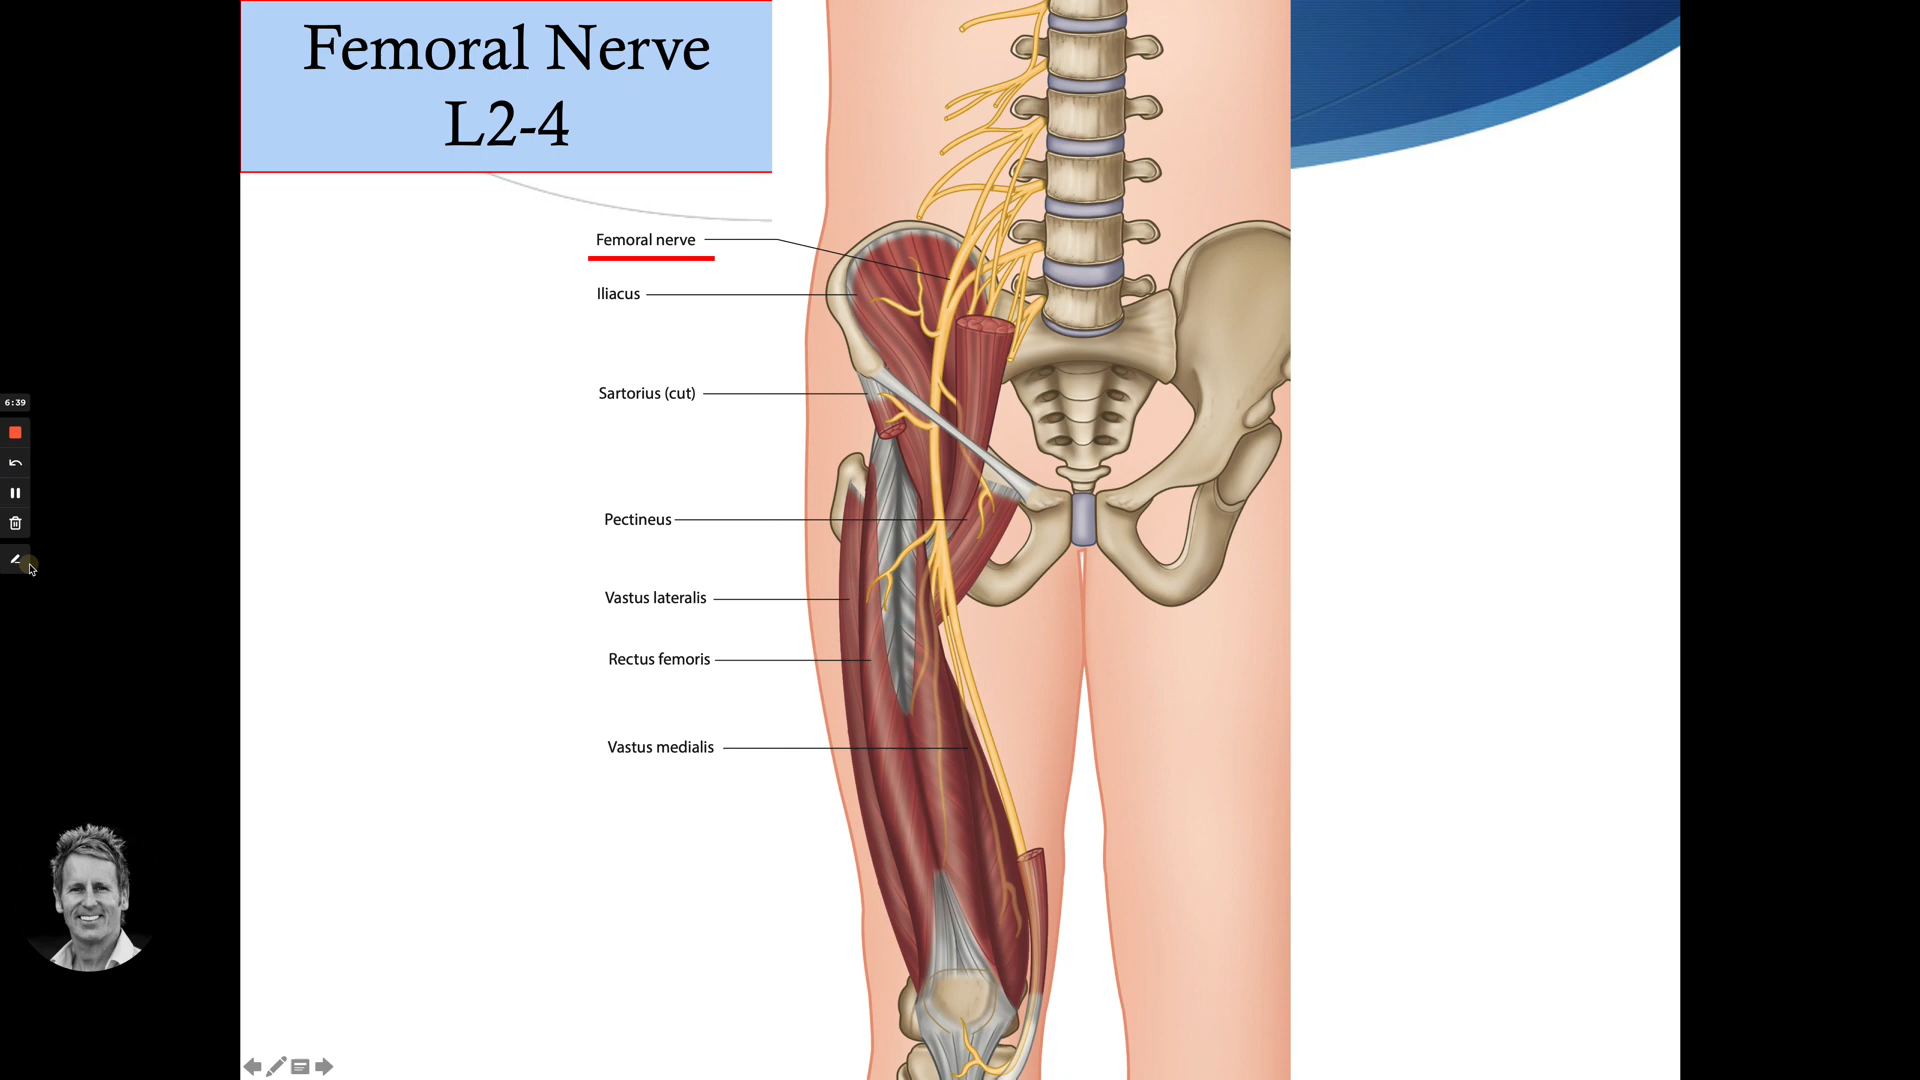 Femoral Nerve
L2-4
Femoral nerve
Iliacus
Sartorius (cut)
6:39
Pectineus
Vastus lateralis
Rectus femoris
Vastus medialis